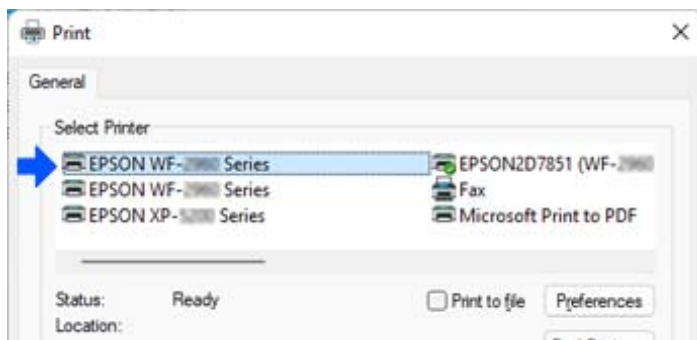 Print
General
Select Printer
EPSON WF- Series
EPSON2D7851 (WF-
EPSON WF- Series
Fax
EPSON XP- Series
Microsoft Print to PDF
Status: Ready
Print to file
Preferences
Location: